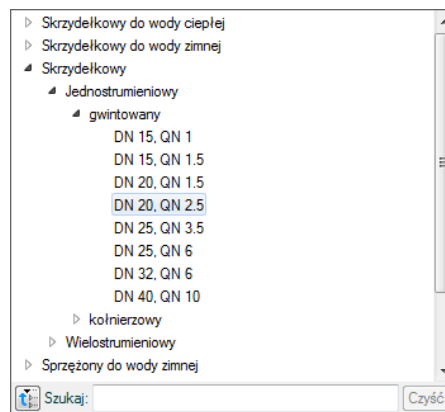 Skrzydełkowy do wody ciepłej
Skrzydełkowy do wody zimnej
Skrzydełkowy
Jednostrumieniowy
gwintowany
DN 15, QN 1
DN 15, QN 1.5
DN 20, QN 1.5
DN 20, QN 2.5
DN 25, QN 3.5
DN 25, QN 6
DN 32, QN 6
DN 40, QN 10
kołnierzowy
Wielostrumieniowy
Sprzężony do wody zimnej
Szukaj: Czyść